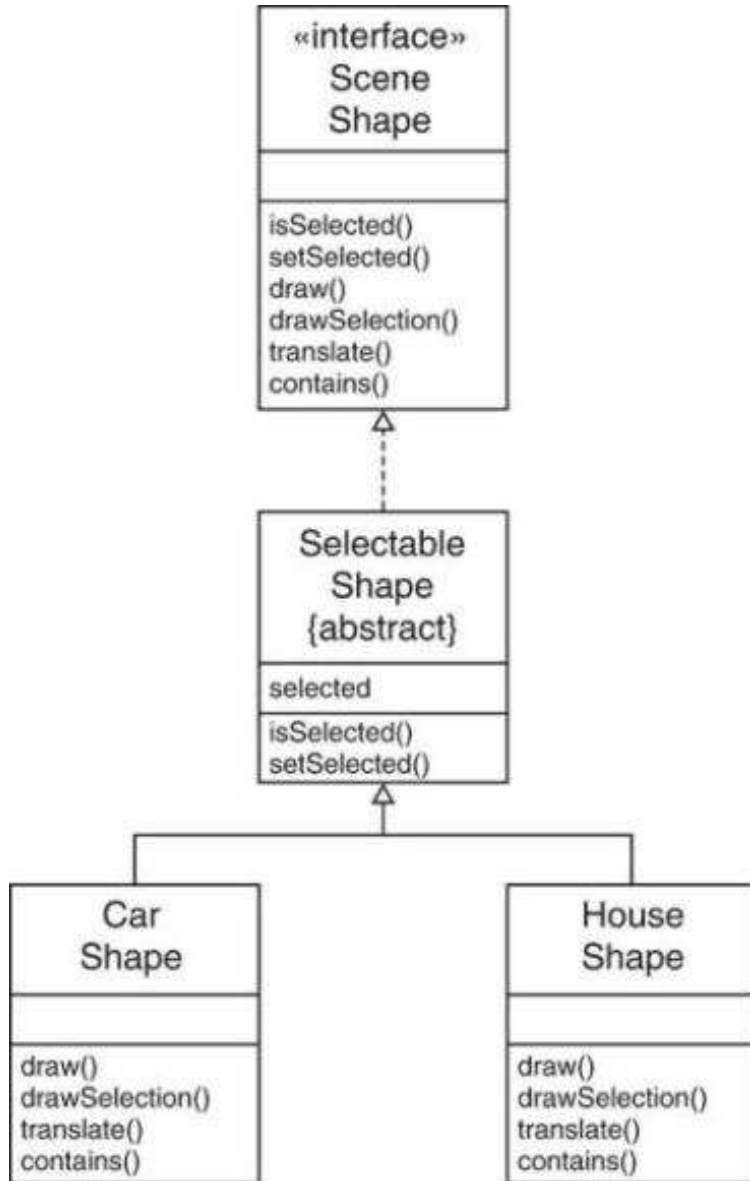 «interface»
Scene
Shape
isSelected()
setSelected()
draw()
drawSelection()
translate()
contains()
Selectable
Shape
{abstract}
selected
isSelected()
setSelected()
Car
Shape
draw()
drawSelection()
translate()
contains()
House
Shape
draw()
drawSelection()
translate()
contains()